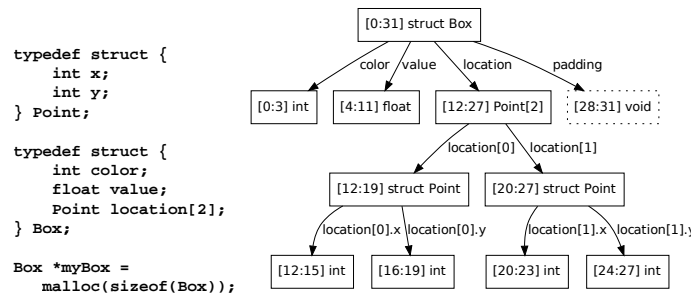 typedef struct {
int x;
int y;
} Point;
typedef struct {
int color;
float value;
Point location[2];
} Box;
Box *myBox =
malloc(sizeof(Box));
[0:31] struct Box
color value location padding
[0:3] int [4:11] float [12:27] Point[2] [28:31] void
location[0] location[1]
[12:19] struct Point [20:27] struct Point
location[0].x location[0].y location[1].x location[1].y
[12:15] int [16:19] int [20:23] int [24:27] int